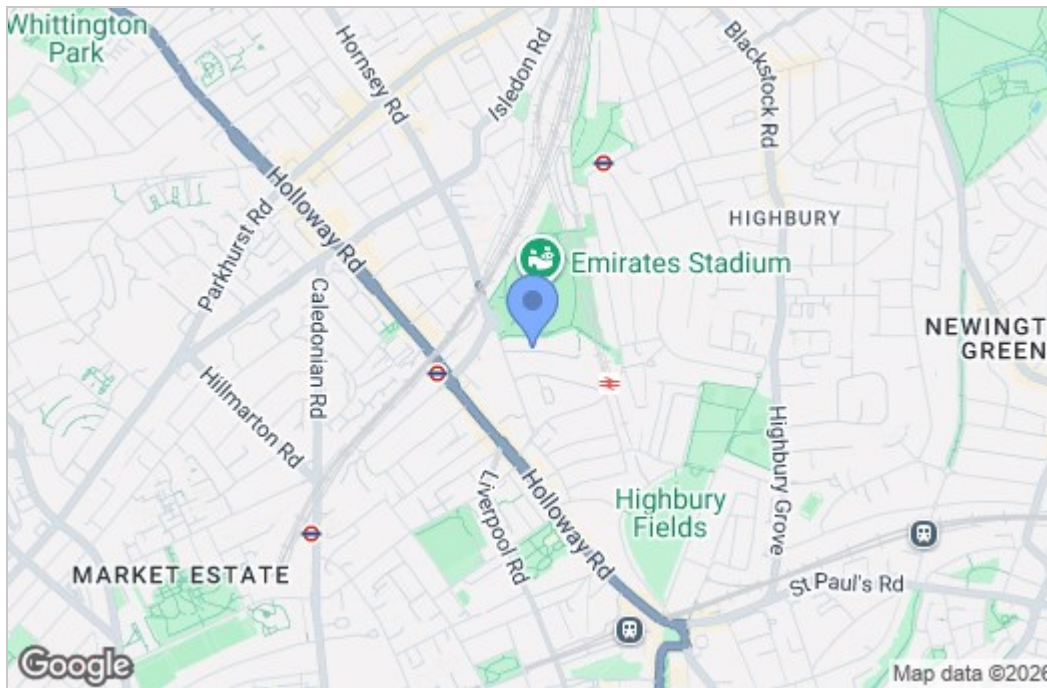 Whittington
Park
Hornsey Rd
Isledon Rd
Blackstock Rd
Holloway Rd
Parkhurst Rd
HIGHBURY
Emirates Stadium
Caledonian Rd
NEWINGT
GREEN
Hillmarton Rd
Highbury Grove
Liverpool Rd
Holloway Rd
Highbury
Fields
MARKET ESTATE
St Paul's Rd
Google
Map data ©2026